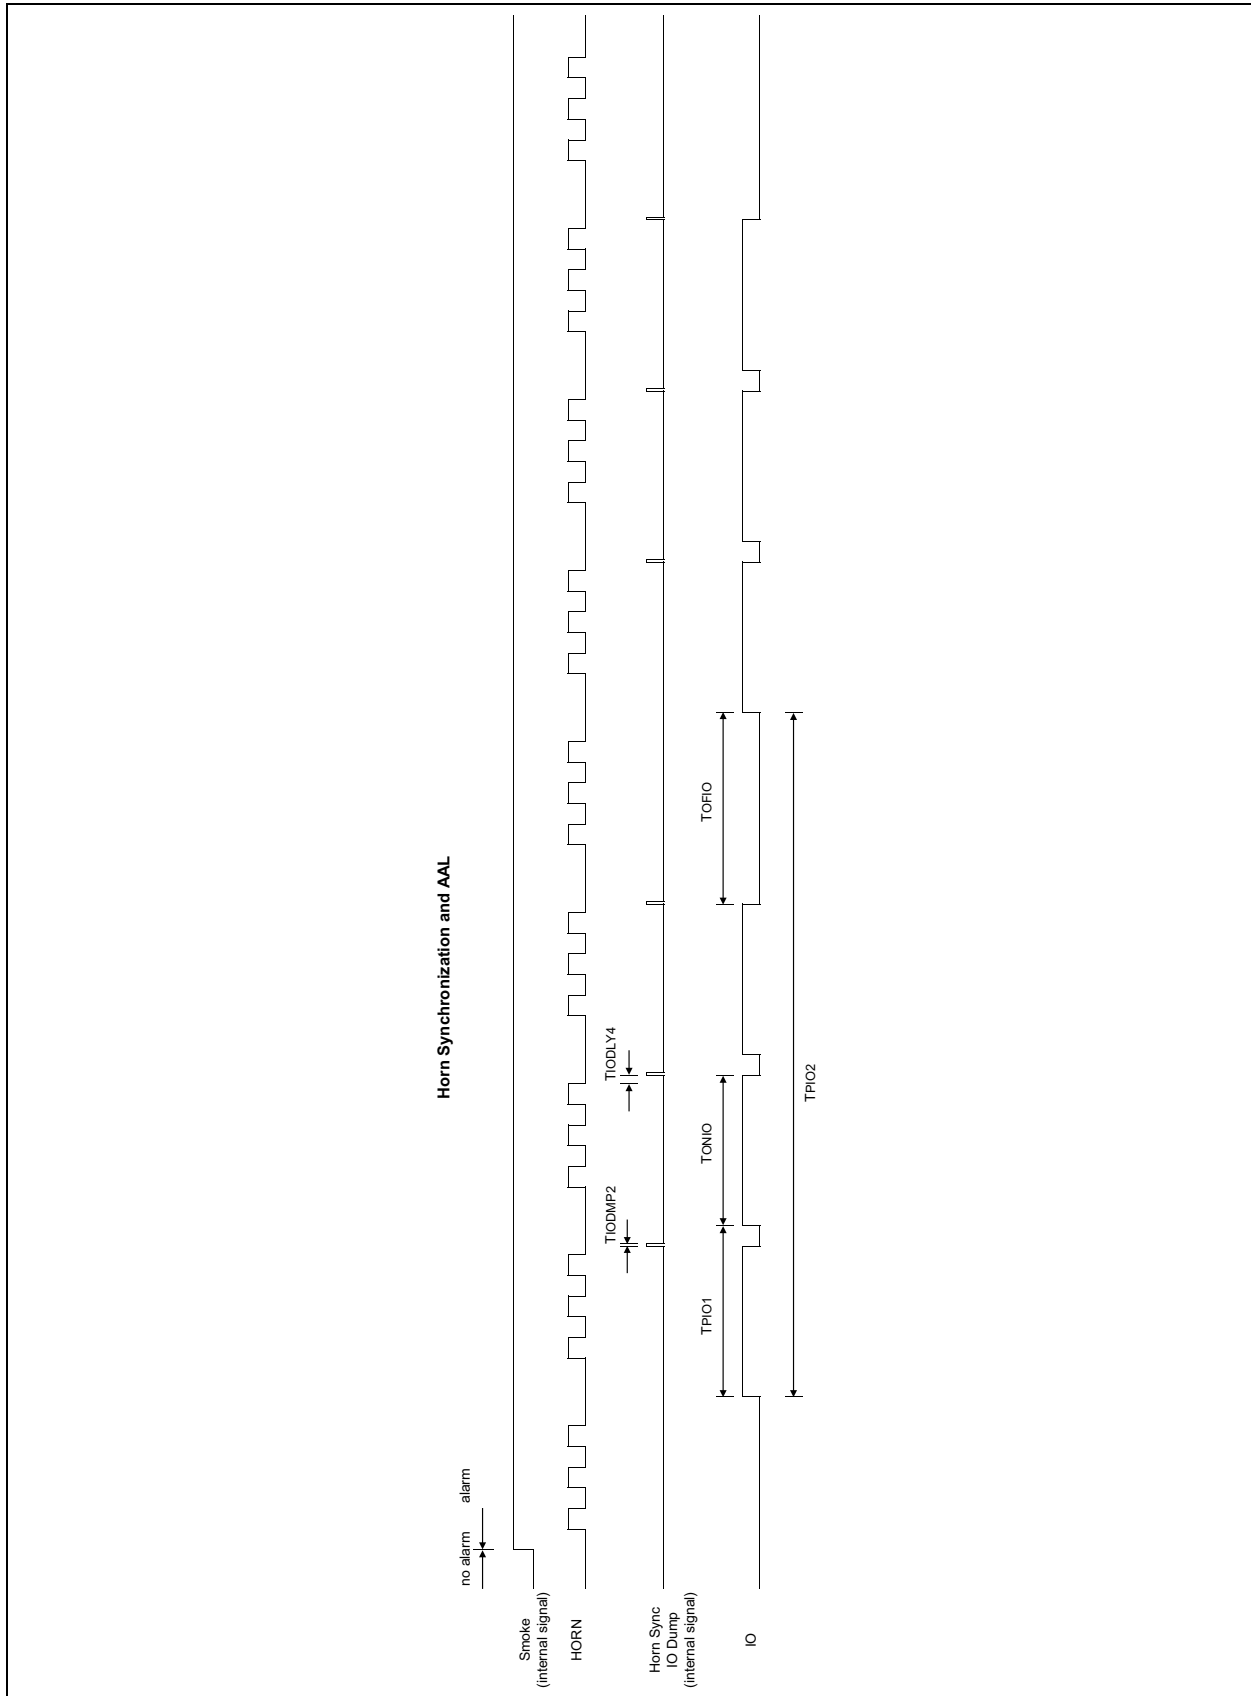 Horn Synchronization and AAL
no alarm
alarm
Smoke
(internal signal)
HORN
TIODMP2
TIODLY4
Horn Sync
IO Dump
(internal signal)
TPIO1
TONIO
TOFIO
IO
TPIO2